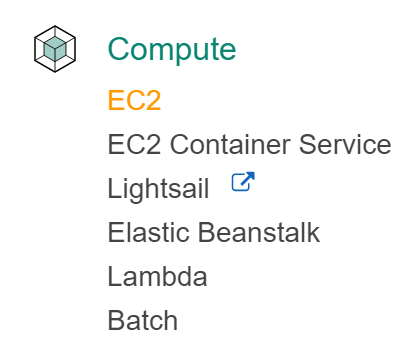 Compute
EC2
EC2 Container Service
Lightsail
Elastic Beanstalk
Lambda
Batch